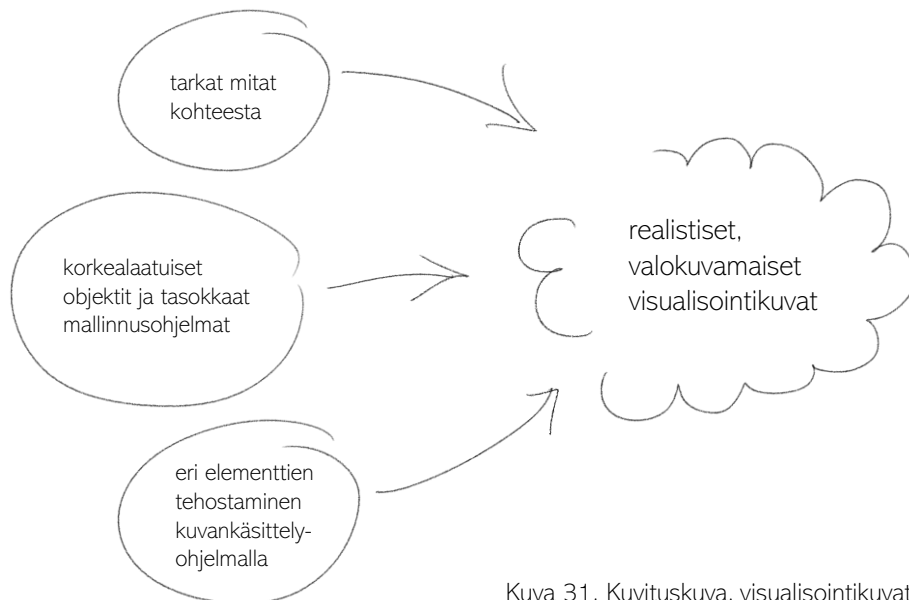 tarkat mitat
kohteesta
korkealaatuiset
objektit ja tasokkaat
mallinnusohjelmat
eri elementtien
tehostaminen
kuvankäsittely-
ohjelmalla
realistiset,
valokuvamaiset
visualisointikuvat
Kuva 31. Kuvituskuva, visualisointikuvat